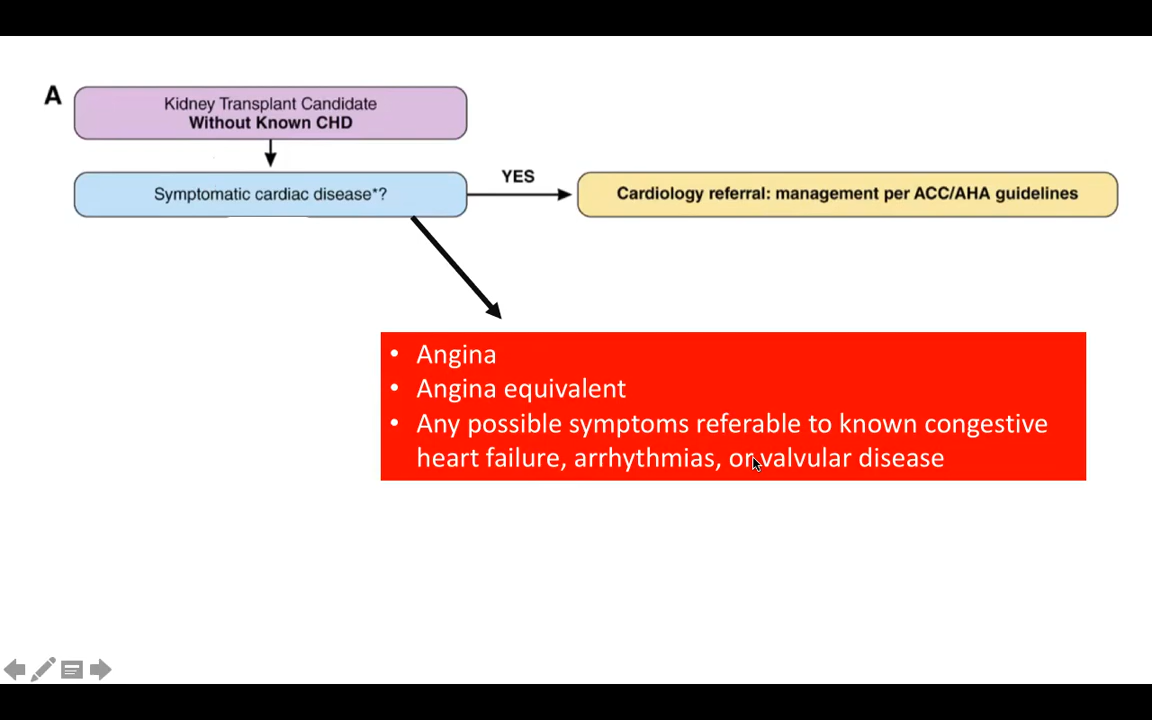 A
Kidney Transplant Candidate
Without Known CHD
Symptomatic cardiac disease*?
YES
Cardiology referral: management per ACC/AHA guidelines
• Angina
• Angina equivalent
• Any possible symptoms referable to known congestive
heart failure, arrhythmias, or valvular disease